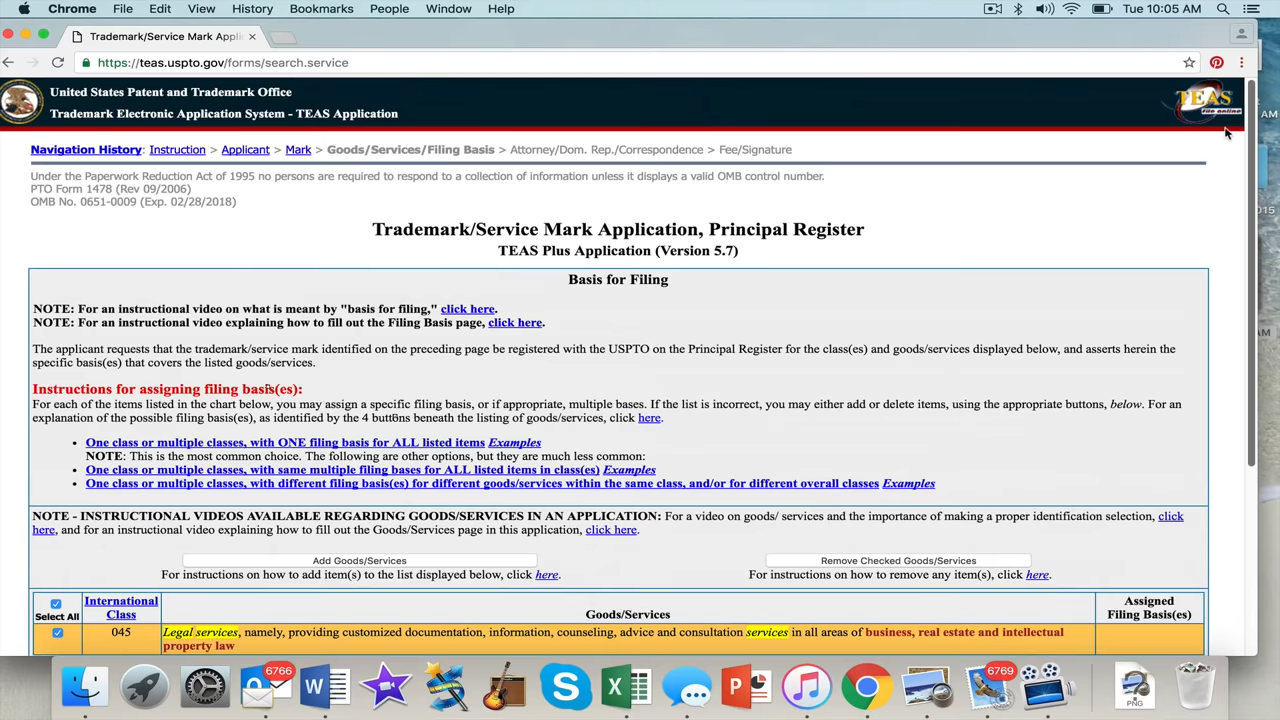 Chrome File Edit View History Bookmarks People Window Help Tue 10:05 AM
Trademark/Service Mark Appli
https://teas.uspto.gov/forms/search.service
United States Patent and Trademark Office
Trademark Electronic Application System - TEAS Application
TEAS
file online
AM
Navigation History: Instruction > Applicant > Mark > Goods/Services/Filing Basis > Attorney/Dom. Rep./Correspondence > Fee/Signature
Under the Paperwork Reduction Act of 1995 no persons are required to respond to a collection of information unless it displays a valid OMB control number.
PTO Form 1478 (Rev 09/2006)
OMB No. 0651-0009 (Exp. 02/28/2018)
015
Trademark/Service Mark Application, Principal Register
TEAS Plus Application (Version 5.7)
Basis for Filing
NOTE: For an instructional video on what is meant by "basis for filing," click here.
NOTE: For an instructional video explaining how to fill out the Filing Basis page, click here.
AM
The applicant requests that the trademark/service mark identified on the preceding page be registered with the USPTO on the Principal Register for the class(es) and goods/services displayed below, and asserts herein the
specific basis(es) that covers the listed goods/services.
Instructions for assigning filing basis(es):
For each of the items listed in the chart below, you may assign a specific filing basis, or if appropriate, multiple bases. If the list is incorrect, you may either add or delete items, using the appropriate buttons, below. For an
explanation of the possible filing basis(es), as identified by the 4 buttons beneath the listing of goods/services, click here.
• One class or multiple classes, with ONE filing basis for ALL listed items Examples
NOTE: This is the most common choice. The following are other options, but they are much less common:
• One class or multiple classes, with same multiple filing bases for ALL listed items in class(es) Examples
• One class or multiple classes, with different filing basis(es) for different goods/services within the same class, and/or for different overall classes Examples
NOTE - INSTRUCTIONAL VIDEOS AVAILABLE REGARDING GOODS/SERVICES IN AN APPLICATION: For a video on goods/ services and the importance of making a proper identification selection, click
here, and for an instructional video explaining how to fill out the Goods/Services page in this application, click here.
Add Goods/Services Remove Checked Goods/Services
For instructions on how to add item(s) to the list displayed below, click here. For instructions on how to remove any item(s), click here.
Select All International Class Goods/Services Assigned Filing Basis(es)
045 Legal services, namely, providing customized documentation, information, counseling, advice and consultation services in all areas of business, real estate and intellectual
property law
6766 6769
PNG